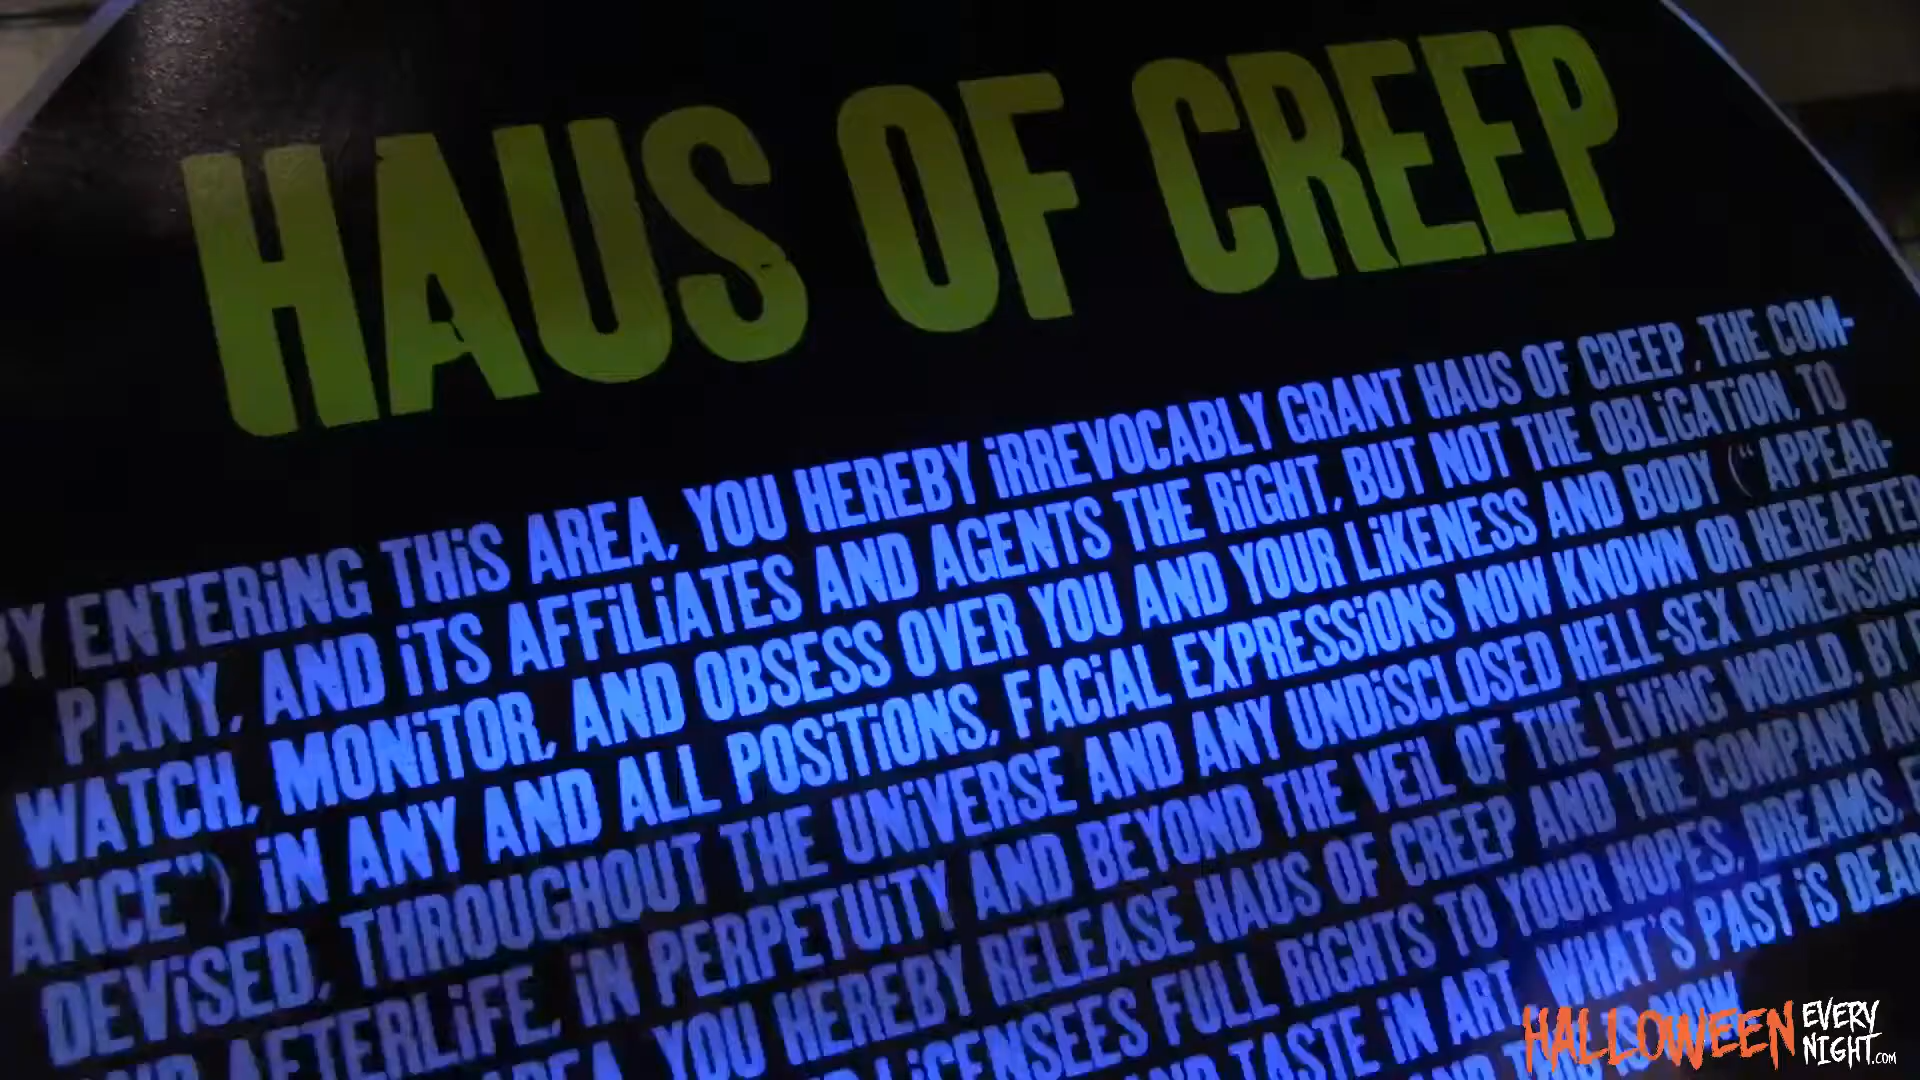 HAUS OF CREEP
BY ENTERiNG THiS AREA, YOU HEREBY iRREVOCABLY GRANT HAUS OF CREEP, THE COM-
PANY, AND iTS AFFiLiATES AND AGENTS THE RiGHT, BUT NOT THE OBLiGATiON, TO
WATCH, MONiTOR, AND OBSESS OVER YOU AND YOUR LiKENESS AND BODY (“APPEAR-
ANCE”) iN ANY AND ALL POSiTiONS, FACiAL EXPRESSiONS NOW KNOWN OR HEREAFTER
DEViSED, THROUGHOUT THE UNiVERSE AND ANY UNDiSCLOSED HELL-SEX DiMENSiON
AFTERLiFE, iN PERPETUiTY AND BEYOND THE VEiL OF THE LiViNG WORLD. BY
AREA, YOU HEREBY RELEASE HAUS OF CREEP AND THE COMPANY AND
LiCENSEES FULL RiGHTS TO YOUR HOPES, DREAMS,
AND TASTE iN ART. WHAT'S PAST iS DEAD
AND THiS iS NOW
HALLOWEEN EVERY NIGHT.COM